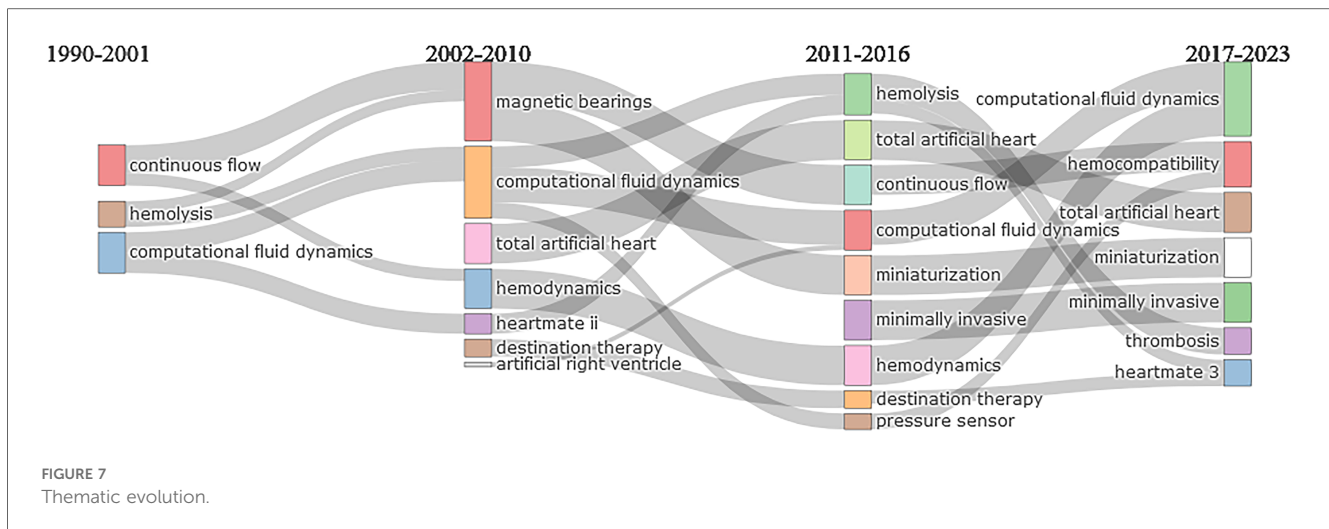 1990-2001
continuous flow
hemolysis
computational fluid dynamics
2002-2010
magnetic bearings
computational fluid dynamics
total artificial heart
hemodynamics
heartmate ii
destination therapy
artificial right ventricle
2011-2016
hemolysis
total artificial heart
continuous flow
computational fluid dynamics
miniaturization
minimally invasive
hemodynamics
destination therapy
pressure sensor
2017-2023
computational fluid dynamics
hemocompatibility
total artificial heart
miniaturization
minimally invasive
thrombosis
heartmate 3
FIGURE 7
Thematic evolution.